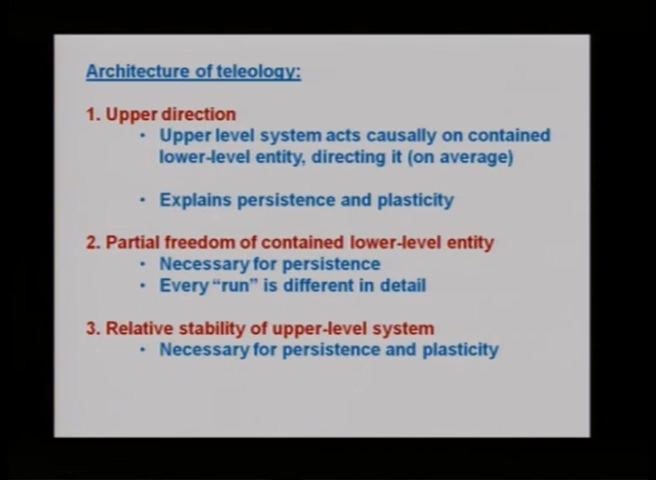 Architecture of teleology:
1. Upper direction
• Upper level system acts causally on contained
lower-level entity, directing it (on average)
• Explains persistence and plasticity
2. Partial freedom of contained lower-level entity
• Necessary for persistence
• Every “run” is different in detail
3. Relative stability of upper-level system
• Necessary for persistence and plasticity